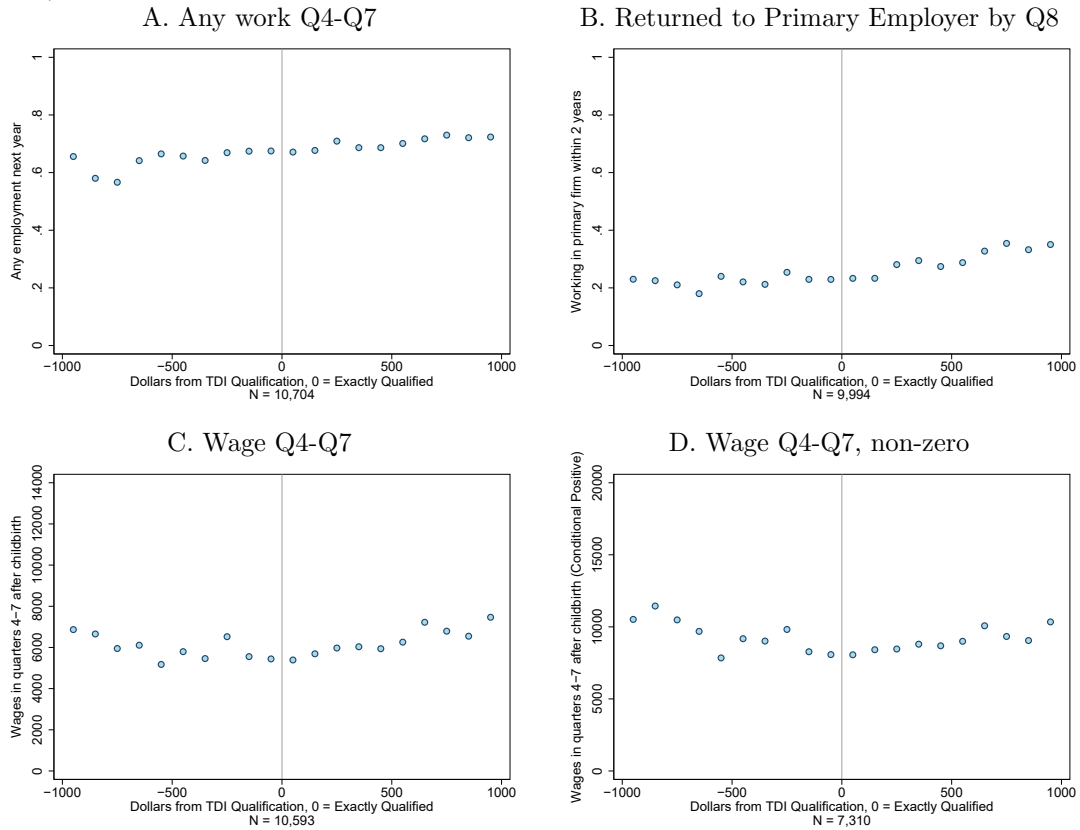 A. Any work Q4-Q7
Any employment next year
1
.8
.6
.4
.2
0
−1000 −500 0 500 1000
Dollars from TDI Qualification, 0 = Exactly Qualified
N = 10,704
B. Returned to Primary Employer by Q8
Working in primary firm within 2 years
1
.8
.6
.4
.2
0
−1000 −500 0 500 1000
Dollars from TDI Qualification, 0 = Exactly Qualified
N = 9,994
C. Wage Q4-Q7
Wages in quarters 4−7 after childbirth
14000
12000
10000
8000
6000
4000
2000
0
−1000 −500 0 500 1000
Dollars from TDI Qualification, 0 = Exactly Qualified
N = 10,593
D. Wage Q4-Q7, non-zero
Wages in quarters 4−7 after childbirth (Conditional Positive)
20000
15000
10000
5000
0
−1000 −500 0 500 1000
Dollars from TDI Qualification, 0 = Exactly Qualified
N = 7,310